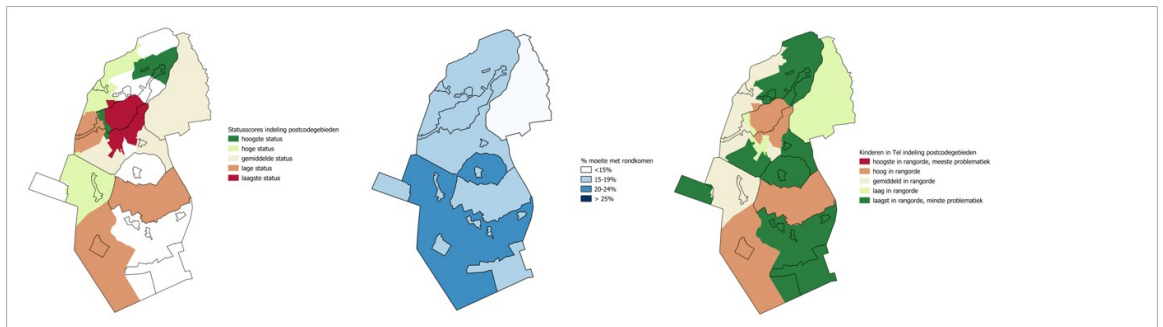 Statusscores indeling postcodegebieden
hoogste status
hoge status
gemiddelde status
lage status
laagste status
% moeite met rondkomen
<15%
15-19%
20-24%
> 25%
Kinderen in Tel indeling postcodegebieden
hoogste in rangorde, meeste problematiek
hoog in rangorde
gemiddeld in rangorde
laag in rangorde
laagst in rangorde, minste problematiek